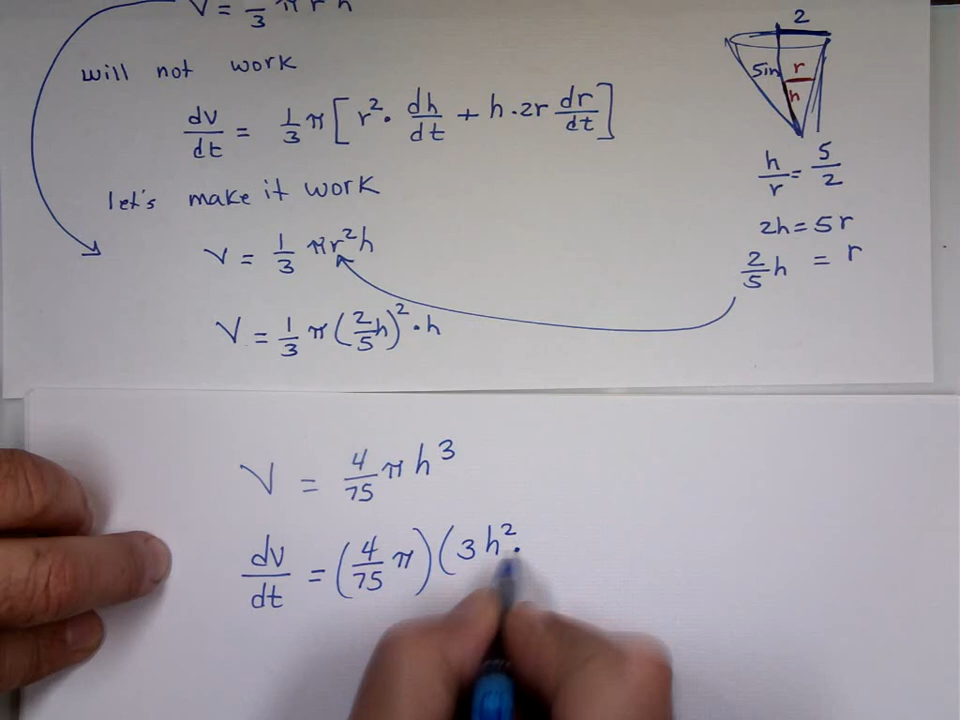 V = 1/3 π r h
will not work
dv/dt = 1/3 π [ r² · dh/dt + h · 2r dr/dt ]
let's make it work
V = 1/3 πr²h
V = 1/3 π (2/5 h)² · h
2
5in
r
h
h/r = 5/2
2h = 5r
2/5 h = r
V = 4/75 π h³
dv/dt = (4/75 π) (3h² ·